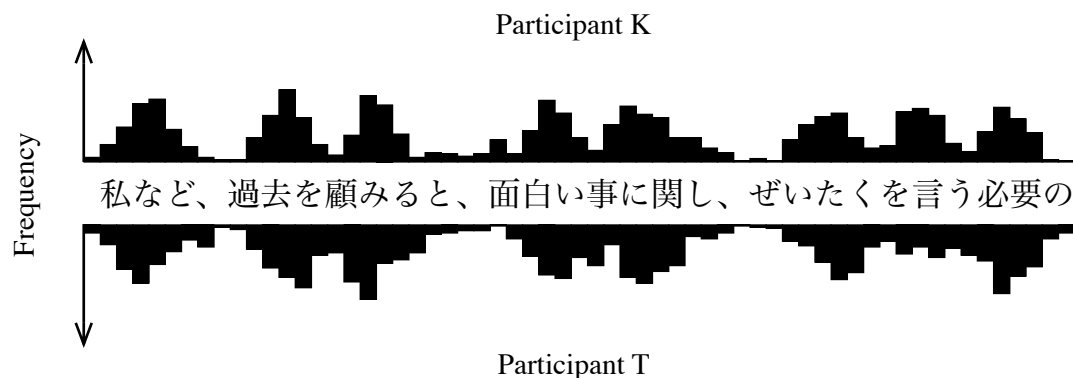 Participant K
Frequency
私など、過去を顧みると、面白い事に関し、ぜいたくを言う必要の
Participant T